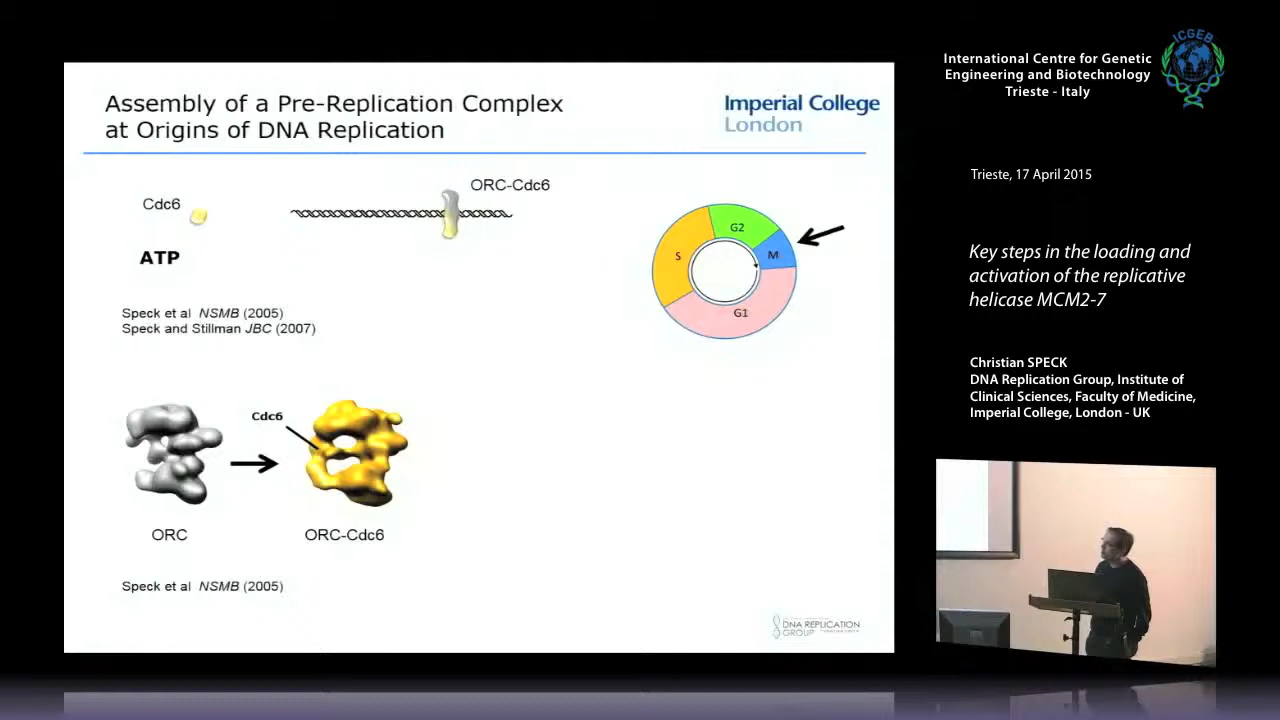 Assembly of a Pre-Replication Complex
at Origins of DNA Replication
Imperial College
London
ORC-Cdc6
Cdc6
ATP
Speck et al NSMB (2005)
Speck and Stillman JBC (2007)
G2
S
M
G1
Cdc6
ORC
ORC-Cdc6
Speck et al NSMB (2005)
DNA REPLICATION
GROUP
International Centre for Genetic
Engineering and Biotechnology
Trieste - Italy
ICGEB
Trieste, 17 April 2015
Key steps in the loading and
activation of the replicative
helicase MCM2-7
Christian SPECK
DNA Replication Group, Institute of
Clinical Sciences, Faculty of Medicine,
Imperial College, London - UK